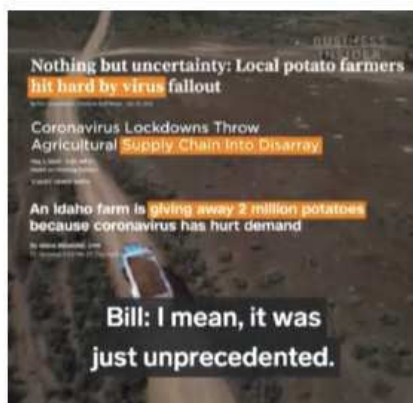 BUSINESS
INSIDER
Nothing but uncertainty: Local potato farmers
hit hard by virus fallout
Coronavirus Lockdowns Throw
Agricultural Supply Chain Into Disarray
An Idaho farm is giving away 2 million potatoes
because coronavirus has hurt demand
Bill: I mean, it was
just unprecedented.